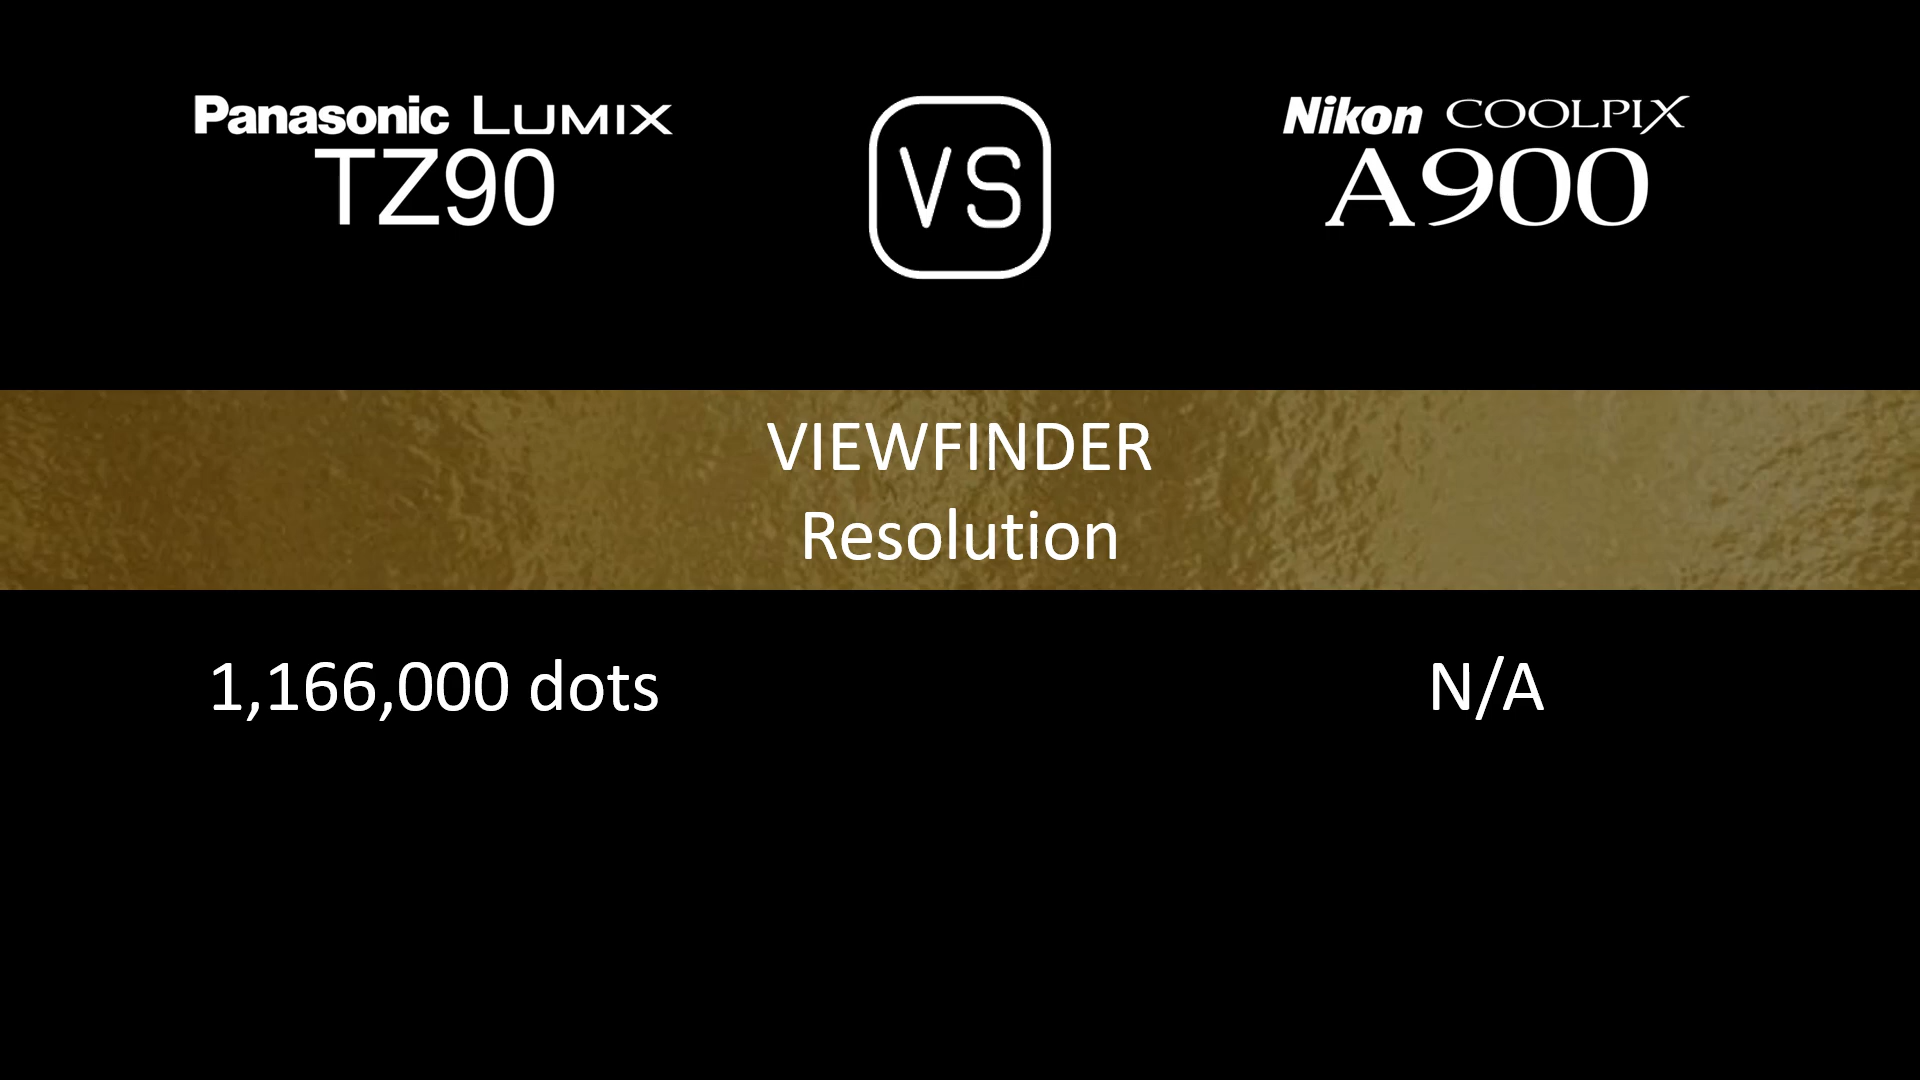 Panasonic LUMIX
TZ90
VS
Nikon COOLPIX
A900
VIEWFINDER
Resolution
1,166,000 dots
N/A